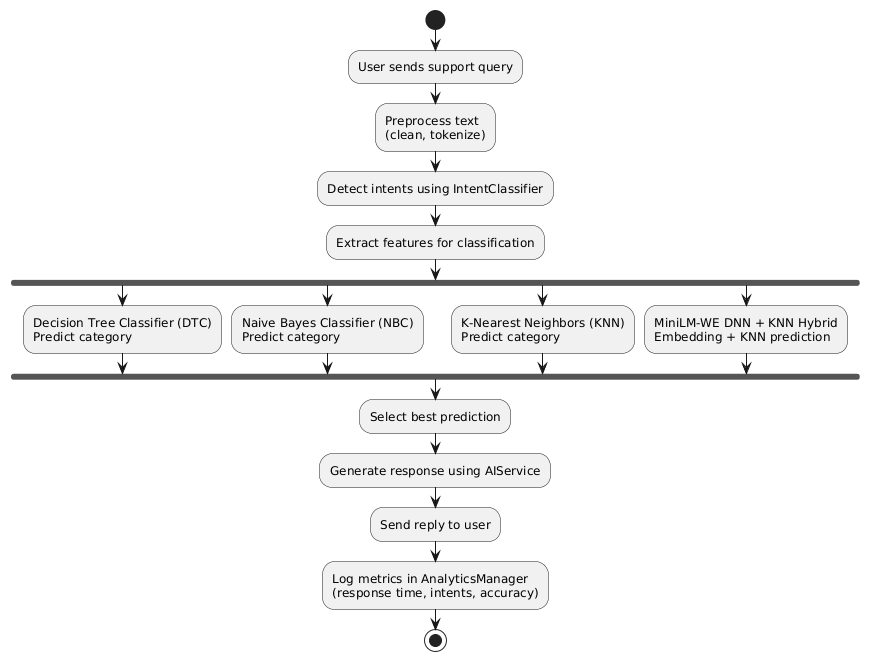 User sends support query
Preprocess text
(clean, tokenize)
Detect intents using IntentClassifier
Extract features for classification
Decision Tree Classifier (DTC)
Predict category
Naive Bayes Classifier (NBC)
Predict category
K-Nearest Neighbors (KNN)
Predict category
MiniLM-WE DNN + KNN Hybrid
Embedding + KNN prediction
Select best prediction
Generate response using AIService
Send reply to user
Log metrics in AnalyticsManager
(response time, intents, accuracy)